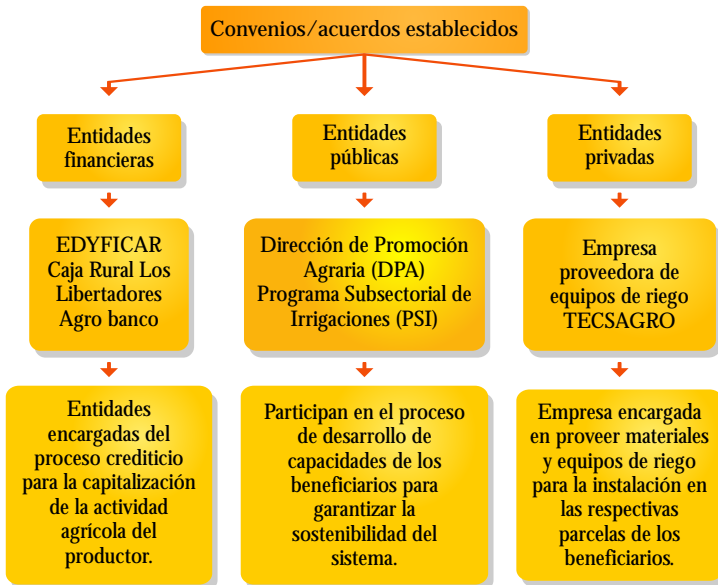 Convenios/acuerdos establecidos
Entidades
financieras
Entidades
públicas
Entidades
privadas
EDYFICAR
Caja Rural Los
Libertadores
Agro banco
Dirección de Promoción
Agraria (DPA)
Programa Subsectorial de
Irrigaciones (PSI)
Empresa
proveedora de
equipos de riego
TECSAGRO
Entidades
encargadas del
proceso crediticio
para la capitalización
de la actividad
agrícola del
productor.
Participan en el proceso
de desarrollo de
capacidades de los
beneficiarios para
garantizar la
sostenibilidad del
sistema.
Empresa encargada
en proveer materiales
y equipos de riego
para la instalación en
las respectivas
parcelas de los
beneficiarios.